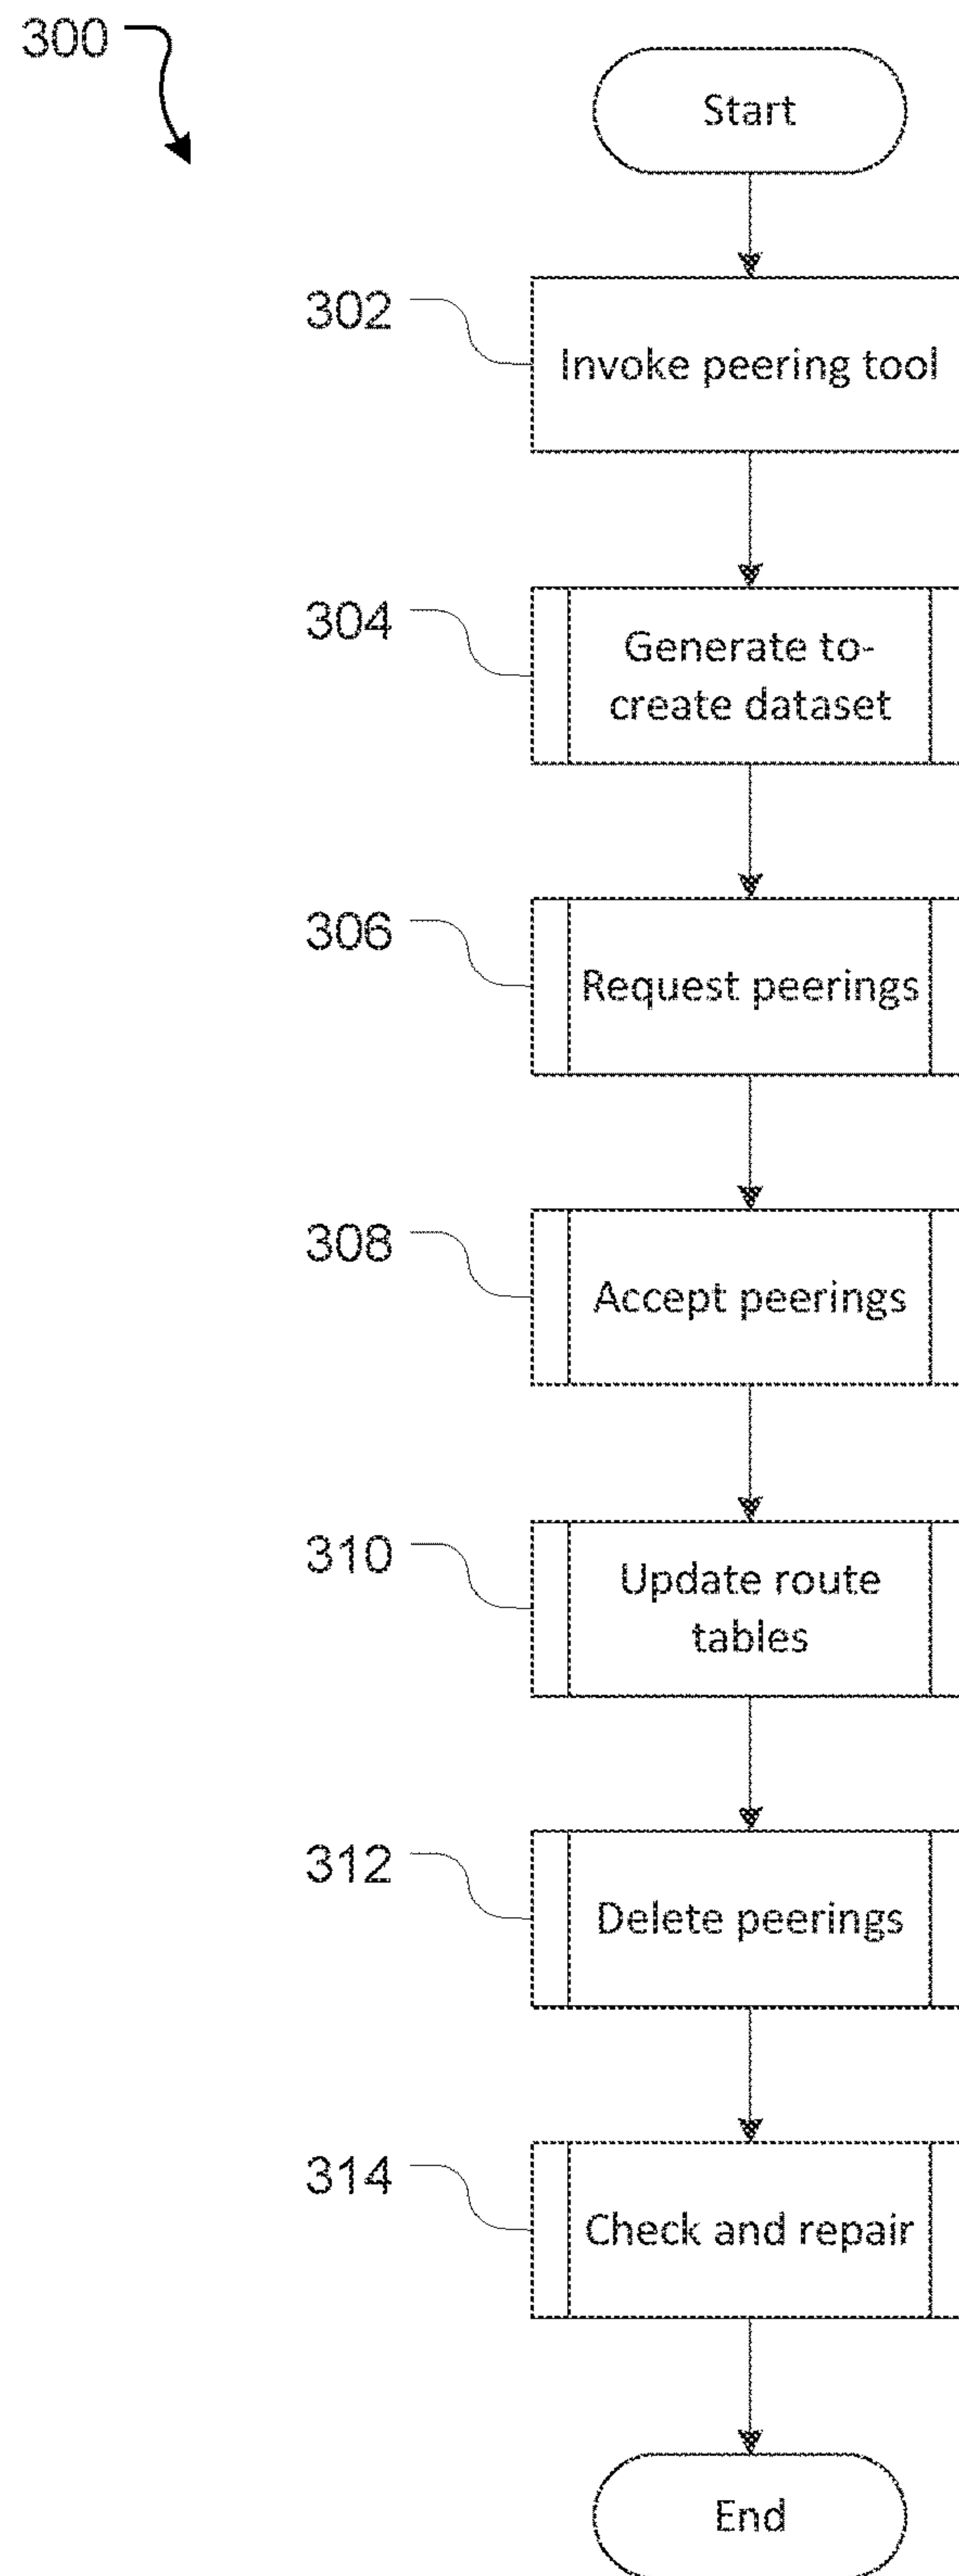 300
Start
302
Invoke peering tool
304
Generate to-
create dataset
306
Request peerings
308
Accept peerings
310
Update route
tables
312
Delete peerings
314
Check and repair
End